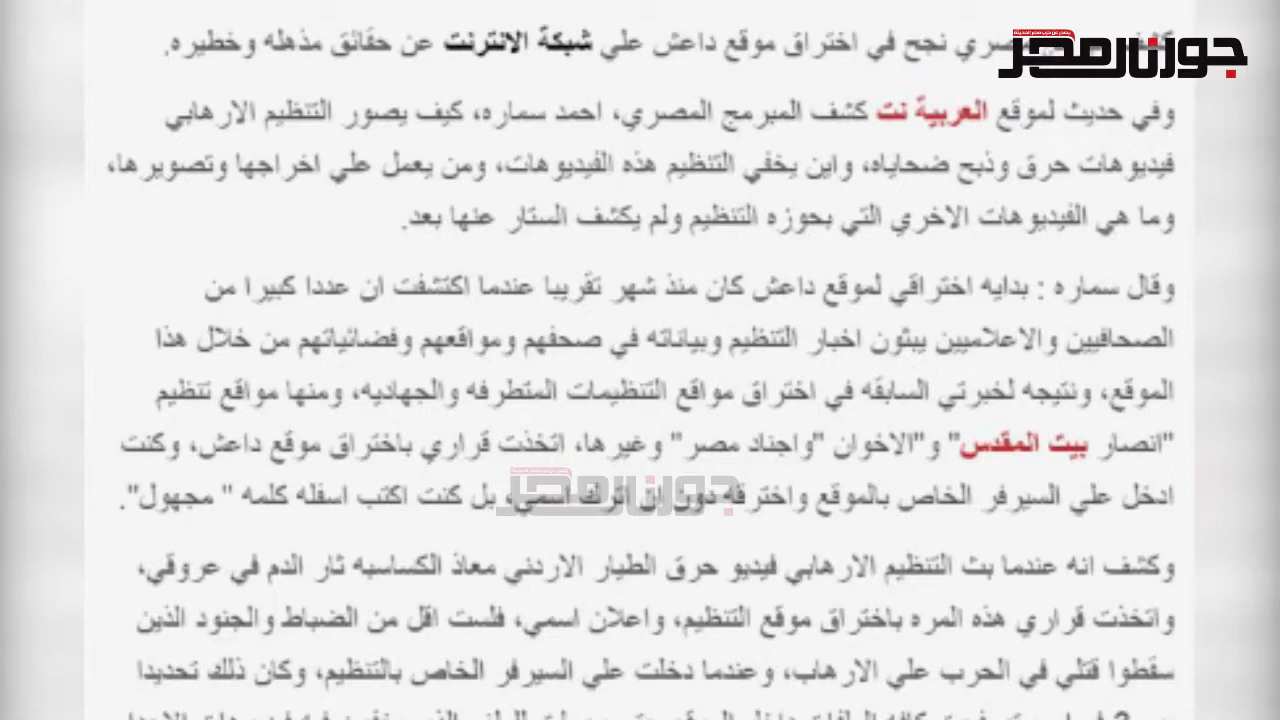 جورنار مصر
كشف مصري نجح في اختراق موقع داعش علي شبكة الانترنت عن حقائق مذهله وخطيره.
وفي حديث لموقع العربية نت كشف المبرمج المصري، احمد سماره، كيف يصور التنظيم الارهابي
فيديوهات حرق وذبح ضحاياه، واين يخفي التنظيم هذه الفيديوهات، ومن يعمل علي اخراجها وتصويرها،
وما هي الفيديوهات الاخري التي بحوزه التنظيم ولم يكشف الستار عنها بعد.
وقال سماره : بدايه اختراقي لموقع داعش كان منذ شهر تقريبا عندما اكتشفت ان عددا كبيرا من
الصحافيين والاعلاميين يبثون اخبار التنظيم وبياناته في صحفهم ومواقعهم وفضائياتهم من خلال هذا
الموقع، ونتيجه لخبرتي السابقه في اختراق مواقع التنظيمات المتطرفه والجهاديه، ومنها مواقع تنظيم
"انصار بيت المقدس" و"الاخوان "واجناد مصر" وغيرها، اتخذت قراري باختراق موقع داعش، وكنت
ادخل علي السيرفر الخاص بالموقع واخترقه دون ان اترك اسمي، بل كنت اكتب اسفله كلمه " مجهول".
وكشف انه عندما بث التنظيم الارهابي فيديو حرق الطيار الاردني معاذ الكساسبه ثار الدم في عروقي،
واتخذت قراري هذه المره باختراق موقع التنظيم، واعلان اسمي، فلست اقل من الضباط والجنود الذين
سقطوا قتلي في الحرب علي الارهاب، وعندما دخلت علي السيرفر الخاص بالتنظيم، وكان ذلك تحديدا